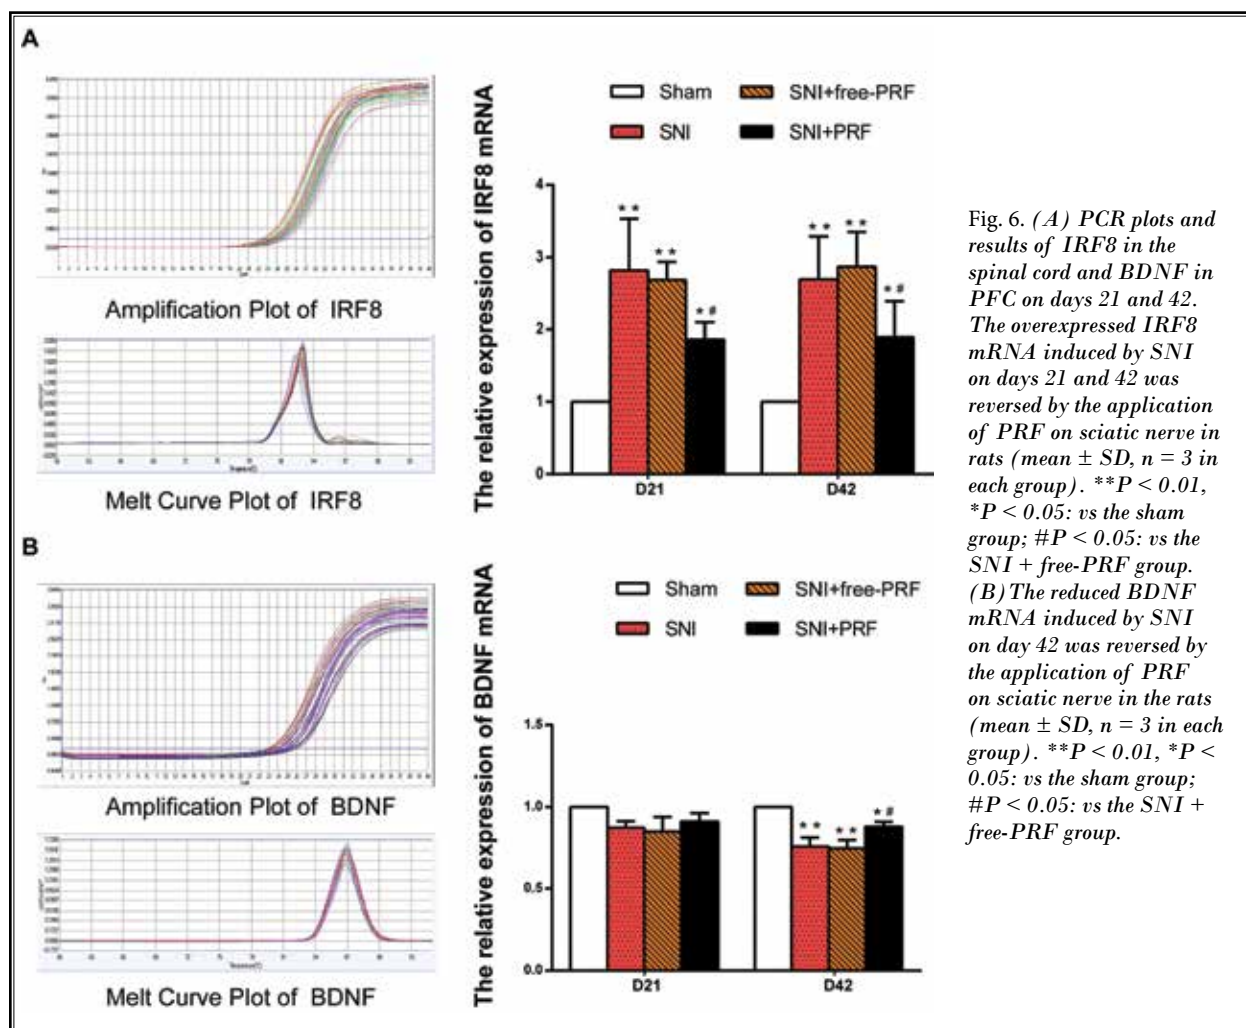 A
Amplification Plot of IRF8
Melt Curve Plot of IRF8
The relative expression of IRF8 mRNA
Sham
SNI+free-PRF
SNI
SNI+PRF
4
3
2
1
0
**
**
*#
**
**
*#
D21
D42
B
Amplification Plot of BDNF
Melt Curve Plot of BDNF
The relative expression of BDNF mRNA
Sham
SNI+free-PRF
SNI
SNI+PRF
1.5
1.0
0.5
0.0
**
**
*#
D21
D42
Fig. 6. (A) PCR plots and
results of IRF8 in the
spinal cord and BDNF in
PFC on days 21 and 42.
The overexpressed IRF8
mRNA induced by SNI
on days 21 and 42 was
reversed by the application
of PRF on sciatic nerve in
rats (mean ± SD, n = 3 in
each group). **P < 0.01,
*P < 0.05: vs the sham
group; #P < 0.05: vs the
SNI + free-PRF group.
(B) The reduced BDNF
mRNA induced by SNI
on day 42 was reversed by
the application of PRF
on sciatic nerve in the rats
(mean ± SD, n = 3 in each
group). **P < 0.01, *P <
0.05: vs the sham group;
#P < 0.05: vs the SNI +
free-PRF group.